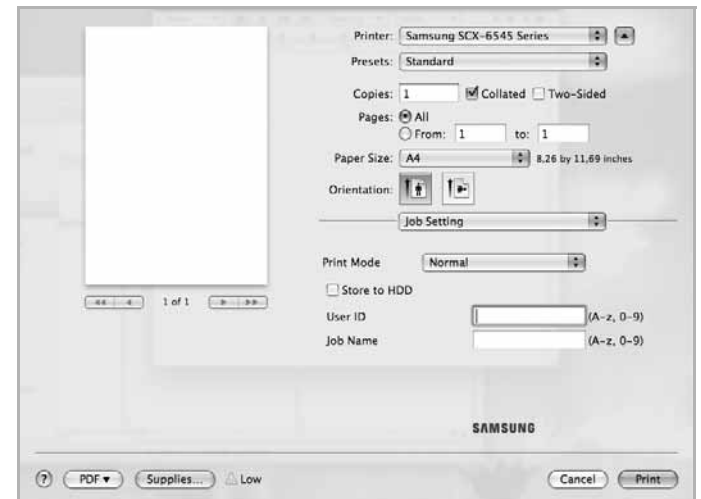 Printer: Samsung SCX-6545 Series
Presets: Standard
Copies: 1 Collated Two-Sided
Pages: All
From: 1 to: 1
Paper Size: A4 8,26 by 11,69 inches
Orientation:
Job Setting
Print Mode Normal
Store to HDD
1 of 1
User ID (A-z, 0-9)
Job Name (A-z, 0-9)
SAMSUNG
? PDF▼ Supplies... Low Cancel Print